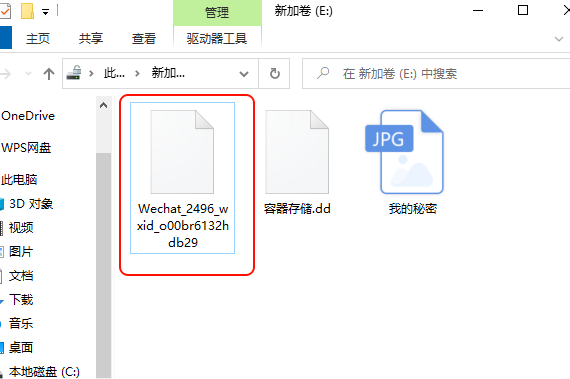 管理
新加卷 (E:)
主页
共享
查看
驱动器工具
此...
新加...
在 新加卷 (E:) 中搜索
OneDrive
WPS网盘
此电脑
3D 对象
视频
图片
文档
下载
音乐
桌面
本地磁盘 (C:)
Wechat_2496_w
xid_o00br6132h
db29
容器存储.dd
JPG
我的秘密